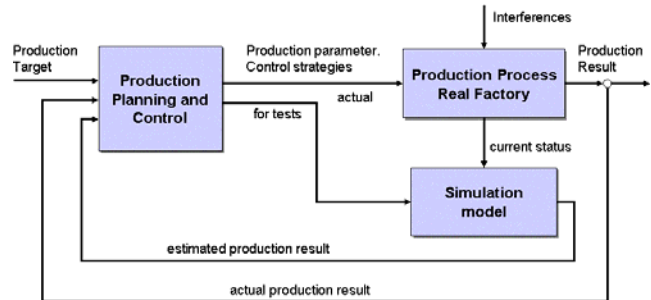 Interferences
Production
Target
Production
Planning and
Control
Production parameter.
Control strategies
actual
for tests
Production Process
Real Factory
Production
Result
current status
Simulation
model
estimated production result
actual production result